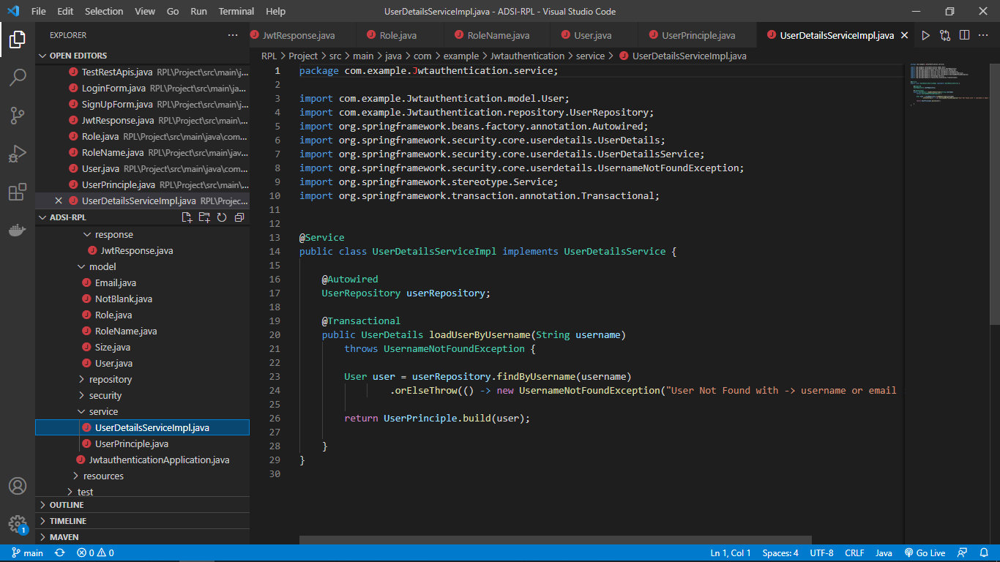 File Edit Selection View Go Run Terminal Help UserDetailsServiceImpl.java - ADSI-RPL - Visual Studio Code
EXPLORER
JwtResponse.java Role.java RoleName.java User.java UserPrinciple.java UserDetailsServiceImpl.java
RPL > Project > src > main > java > com > example > Jwtauthentication > service > UserDetailsServiceImpl.java
OPEN EDITORS
TestRestApis.java RPL\Project\src\main\j...
LoginForm.java RPL\Project\src\main\ja...
SignUpForm.java RPL\Project\src\main\j...
JwtResponse.java RPL\Project\src\main\...
Role.java RPL\Project\src\main\java\com...
RoleName.java RPL\Project\src\main\jav...
User.java RPL\Project\src\main\java\com...
UserPrinciple.java RPL\Project\src\main\...
UserDetailsServiceImpl.java RPL\Projec...
ADSI-RPL
response
JwtResponse.java
model
Email.java
NotBlank.java
Role.java
RoleName.java
Size.java
User.java
repository
security
service
UserDetailsServiceImpl.java
UserPrinciple.java
JwtauthenticationApplication.java
resources
test
OUTLINE
TIMELINE
MAVEN
1 package com.example.Jwtauthentication.service;
2
3 import com.example.Jwtauthentication.model.User;
4 import com.example.Jwtauthentication.repository.UserRepository;
5 import org.springframework.beans.factory.annotation.Autowired;
6 import org.springframework.security.core.userdetails.UserDetails;
7 import org.springframework.security.core.userdetails.UserDetailsService;
8 import org.springframework.security.core.userdetails.UsernameNotFoundException;
9 import org.springframework.stereotype.Service;
10 import org.springframework.transaction.annotation.Transactional;
11
12
13 @Service
14 public class UserDetailsServiceImpl implements UserDetailsService {
15
16 @Autowired
17 UserRepository userRepository;
18
19 @Transactional
20 public UserDetails loadUserByUsername(String username)
21 throws UsernameNotFoundException {
22
23 User user = userRepository.findByUsername(username)
24 .orElseThrow(() -> new UsernameNotFoundException("User Not Found with -> username or email
25
26 return UserPrinciple.build(user);
27
28 }
29 }
30
1
main 0 0 Ln 1, Col 1 Spaces: 4 UTF-8 CRLF Java Go Live